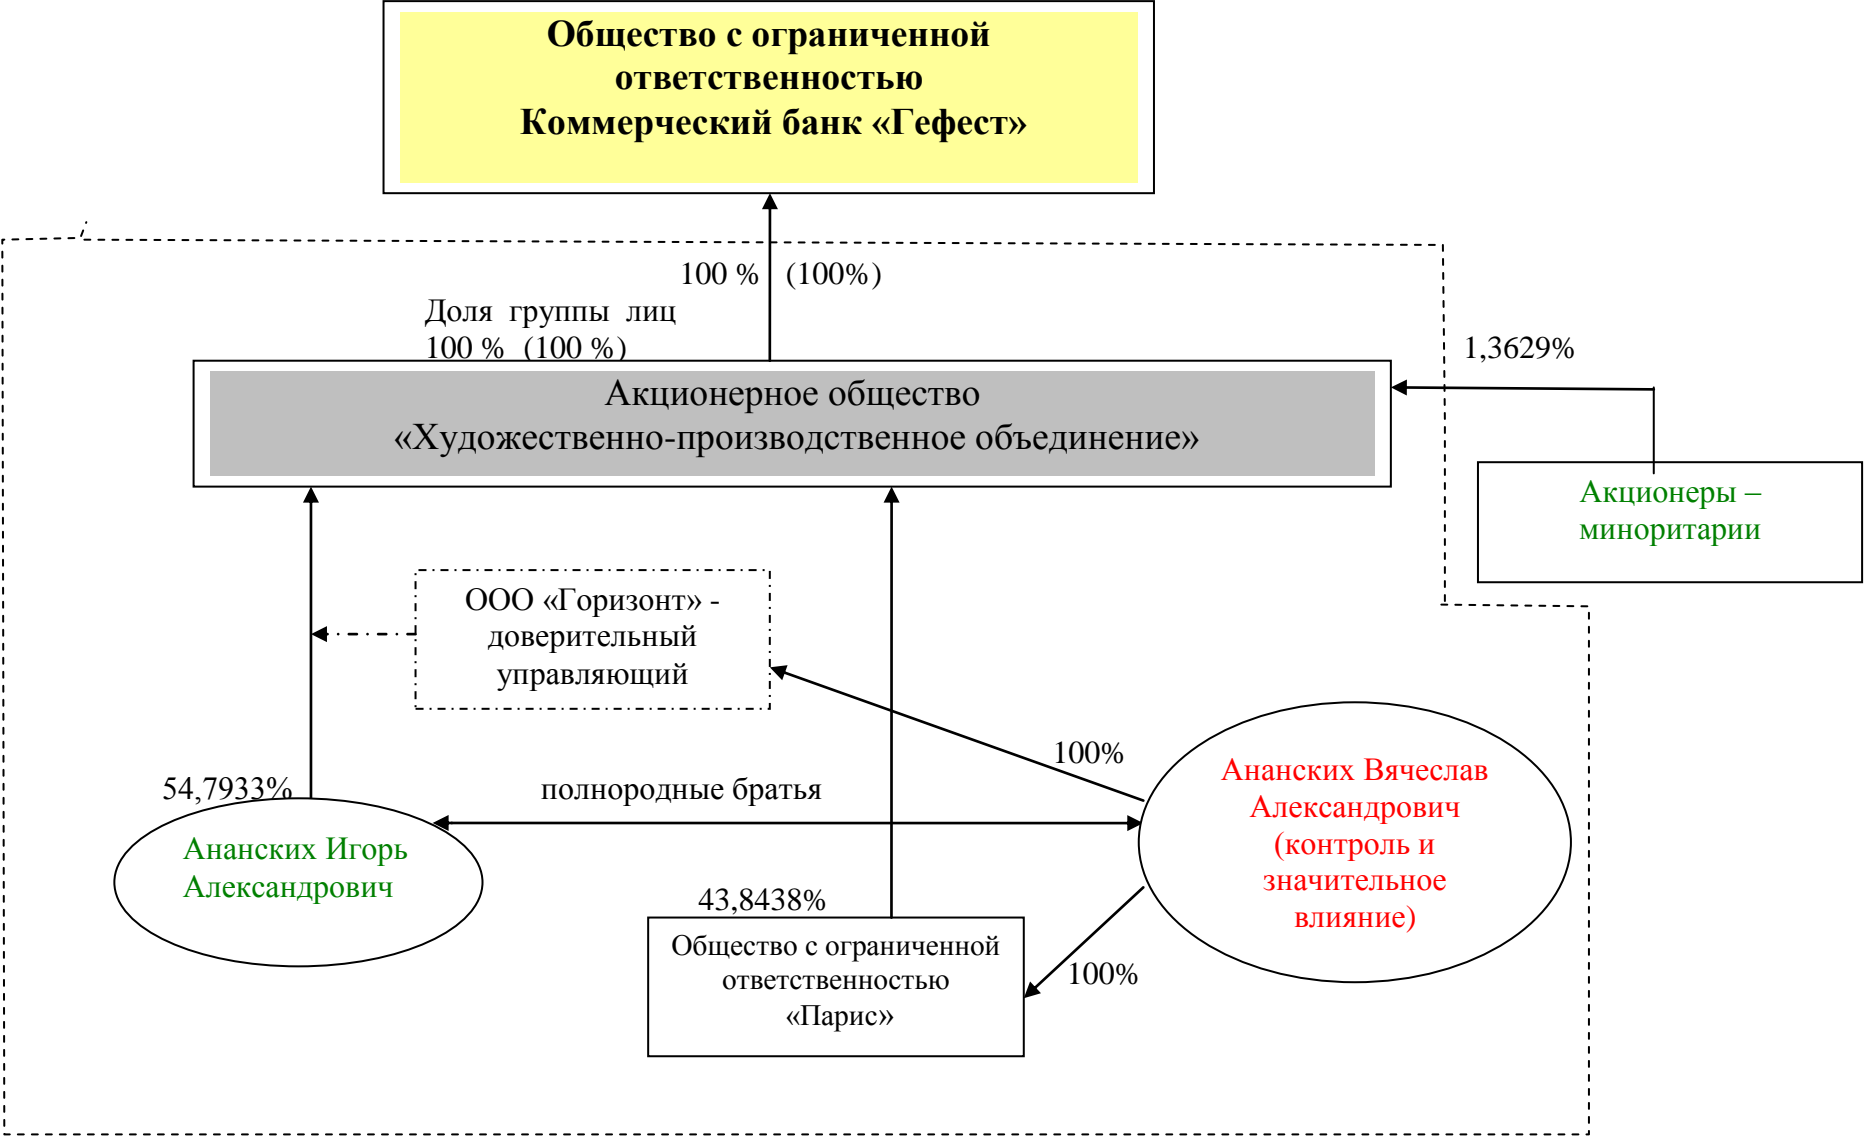 Общество с ограниченной
ответственностью
Коммерческий банк «Гефест»
100 % (100%)
Доля группы лиц
100 % (100 %)
1,3629%
Акционерное общество
«Художественно-производственное объединение»
Акционеры –
миноритарии
ООО «Горизонт» -
доверительный
управляющий
100%
54,7933%
полнородные братья
Ананских Вячеслав
Александрович
(контроль и
значительное
влияние)
Ананских Игорь
Александрович
43,8438%
Общество с ограниченной
ответственностью
«Парис»
100%